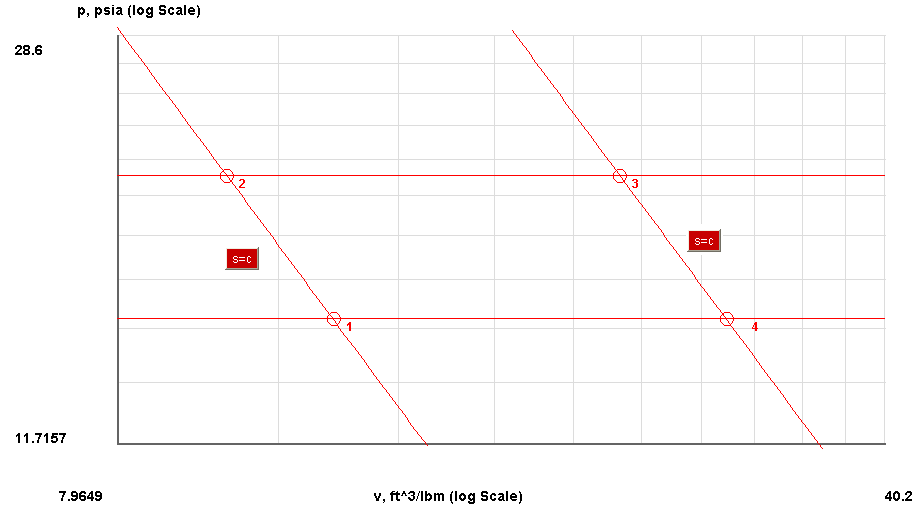 p, psia (log Scale)
28.6
2
3
s=c
s=c
1
4
11.7157
7.9649
v, ft^3/lbm (log Scale)
40.2